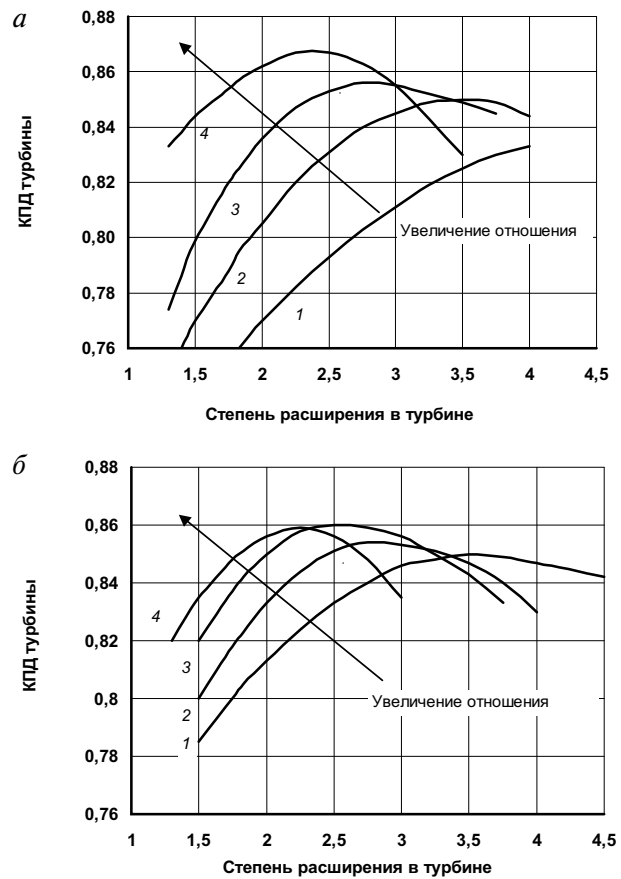 а
0,88
0,86
0,84
0,82
0,80
0,78
0,76
КПД турбины
4
3
2
1
Увеличение отношения
1 1,5 2 2,5 3 3,5 4 4,5
Степень расширения в турбине
б
0,88
0,86
0,84
0,82
0,8
0,78
0,76
КПД турбины
4
3
2
1
Увеличение отношения
1 1,5 2 2,5 3 3,5 4 4,5
Степень расширения в турбине